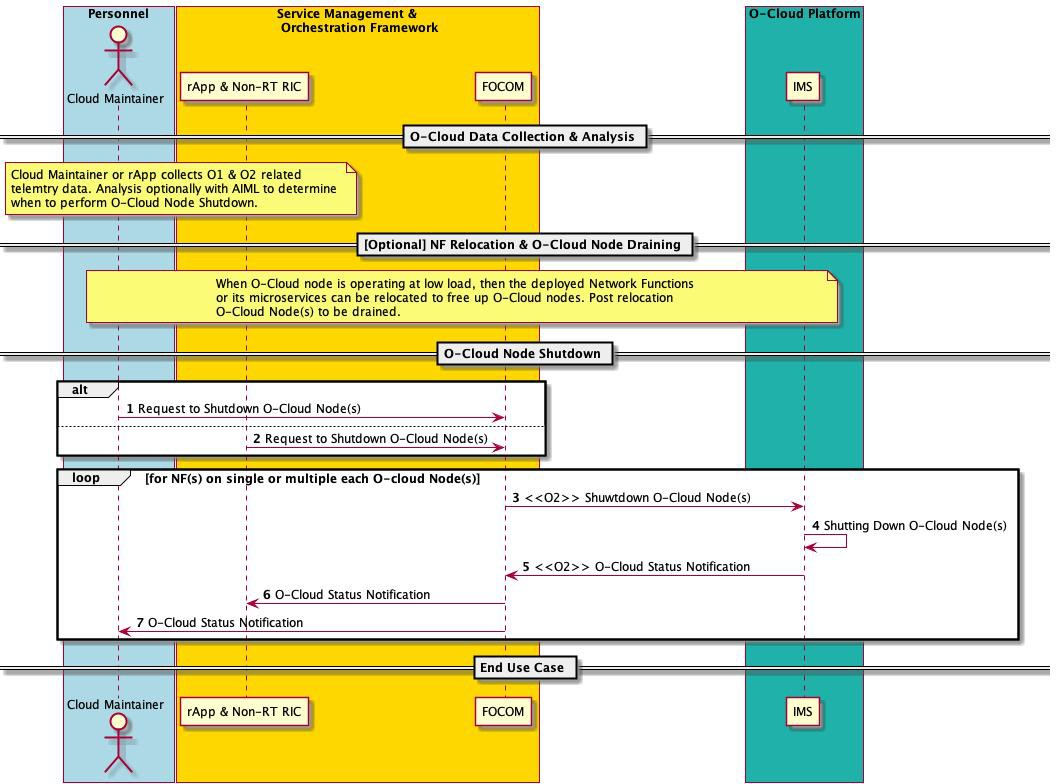 Personnel
Service Management &
Orchestration Framework
O-Cloud Platform
Cloud Maintainer
rApp & Non-RT RIC
FOCOM
IMS
O-Cloud Data Collection & Analysis
Cloud Maintainer or rApp collects O1 & O2 related
telemtry data. Analysis optionally with AIML to determine
when to perform O-Cloud Node Shutdown.
[Optional] NF Relocation & O-Cloud Node Draining
When O-Cloud node is operating at low load, then the deployed Network Functions
or its microservices can be relocated to free up O-Cloud nodes. Post relocation
O-Cloud Node(s) to be drained.
O-Cloud Node Shutdown
alt
1 Request to Shutdown O-Cloud Node(s)
2 Request to Shutdown O-Cloud Node(s)
loop [for NF(s) on single or multiple each O-cloud Node(s)]
3 <<O2>> Shuwtdown O-Cloud Node(s)
4 Shutting Down O-Cloud Node(s)
5 <<O2>> O-Cloud Status Notification
6 O-Cloud Status Notification
7 O-Cloud Status Notification
End Use Case
Cloud Maintainer
rApp & Non-RT RIC
FOCOM
IMS